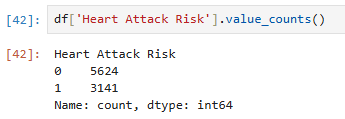 [42]: df['Heart Attack Risk'].value_counts()
[42]: Heart Attack Risk
0    5624
1    3141
Name: count, dtype: int64